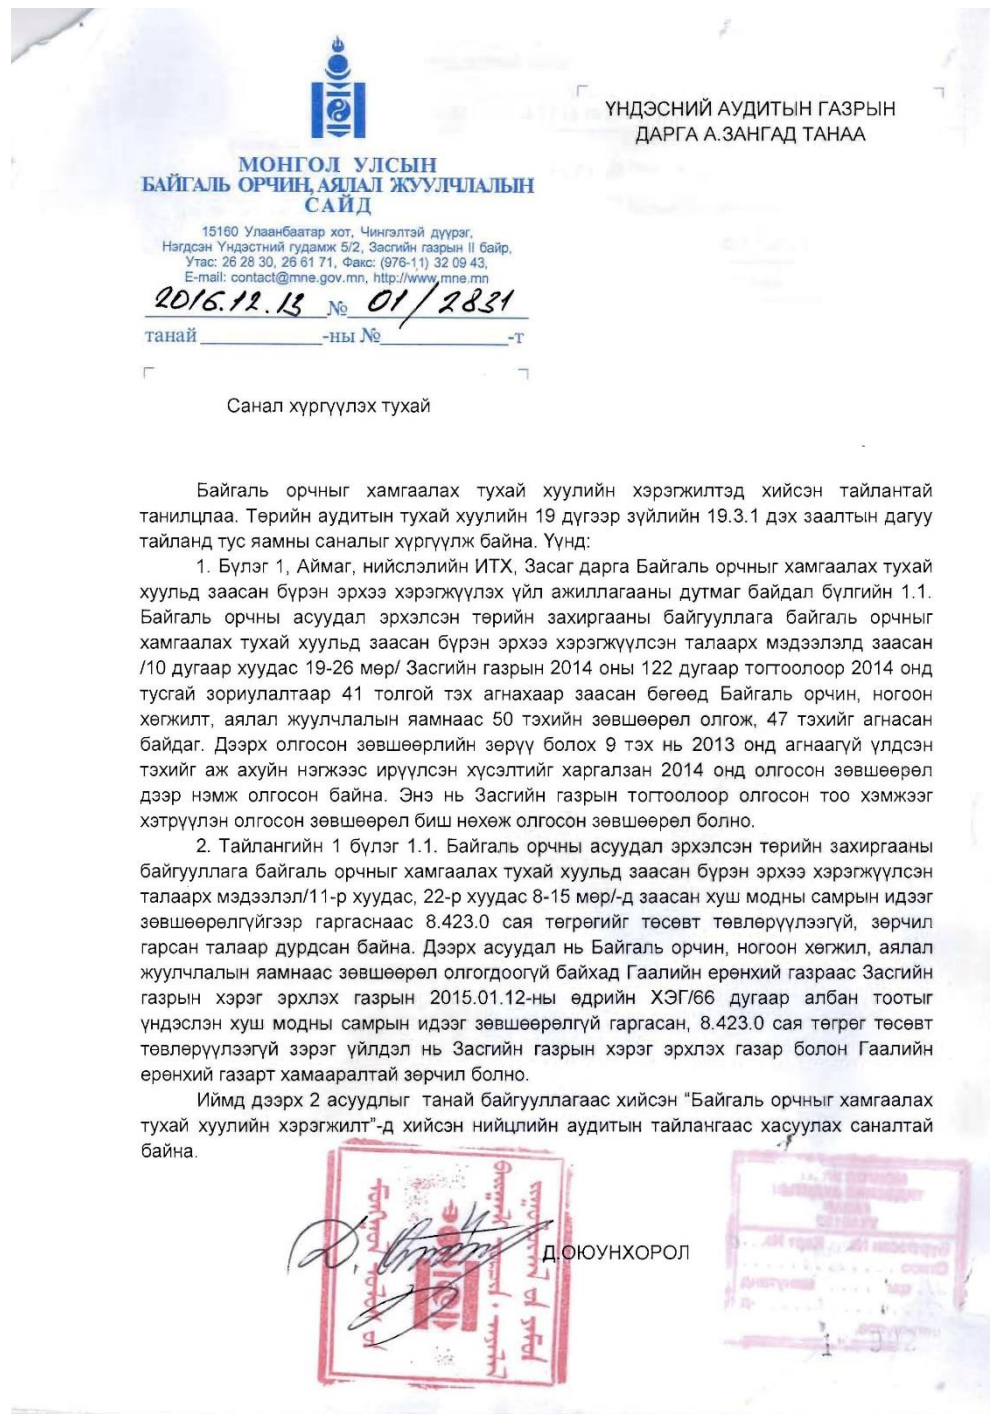 ҮНДЭСНИЙ АУДИТЫН ГАЗРЫН
ДАРГА А.ЗАНГАД ТАНАА
МОНГОЛ УЛСЫН
БАЙГАЛЬ ОРЧИН, АЯЛАЛ ЖУУЛЧЛАЛЫН
САЙД
15160 Улаанбаатар хот, Чингэлтэй дүүрэг,
Нэгдсэн Үндэстний гудамж 5/2, Засгийн газрын II байр,
Утас: 26 28 30, 26 61 71, Факс: (976-11) 32 09 43,
E-mail: contact@mne.gov.mn, http://www.mne.mn
2016.12.13 № 01/2831
танай ____________-ны №____________-т
Санал хүргүүлэх тухай
Байгаль орчныг хамгаалах тухай хуулийн хэрэгжилтэд хийсэн тайлантай
танилцлаа. Төрийн аудитын тухай хуулийн 19 дүгээр зүйлийн 19.3.1 дэх заалтын дагуу
тайланд тус яамны саналыг хүргүүлж байна. Үүнд:
1. Бүлэг 1, Аймаг, нийслэлийн ИТХ, Засаг дарга Байгаль орчныг хамгаалах тухай
хуульд заасан бүрэн эрхээ хэрэгжүүлэх үйл ажиллагааны дутмаг байдал бүлгийн 1.1.
Байгаль орчны асуудал эрхэлсэн төрийн захиргааны байгууллага байгаль орчныг
хамгаалах тухай хуульд заасан бүрэн эрхээ хэрэгжүүлсэн талаарх мэдээлэлд заасан
/10 дугаар хуудас 19-26 мөр/ Засгийн газрын 2014 оны 122 дугаар тогтоолоор 2014 онд
тусгай зориулалтаар 41 толгой тэх агнахаар заасан бөгөөд Байгаль орчин, ногоон
хөгжилт, аялал жуулчлалын яамнаас 50 тэхийн зөвшөөрөл олгож, 47 тэхийг агнасан
байдаг. Дээрх олгосон зөвшөөрлийн зөрүү болох 9 тэх нь 2013 онд агнаагүй үлдсэн
тэхийг аж ахуйн нэгжээс ирүүлсэн хүсэлтийг харгалзан 2014 онд олгосон зөвшөөрөл
дээр нэмж олгосон байна. Энэ нь Засгийн газрын тогтоолоор олгосон тоо хэмжээг
хэтрүүлэн олгосон зөвшөөрөл биш нөхөж олгосон зөвшөөрөл болно.
2. Тайлангийн 1 бүлэг 1.1. Байгаль орчны асуудал эрхэлсэн төрийн захиргааны
байгууллага байгаль орчныг хамгаалах тухай хуульд заасан бүрэн эрхээ хэрэгжүүлсэн
талаарх мэдээлэл/11-р хуудас, 22-р хуудас 8-15 мөр/-д заасан хуш модны самрын идээг
зөвшөөрөлгүйгээр гаргаснаас 8.423.0 сая төгрөгийг төсөвт төвлөрүүлээгүй, зөрчил
гарсан талаар дурдсан байна. Дээрх асуудал нь Байгаль орчин, ногоон хөгжил, аялал
жуулчлалын яамнаас зөвшөөрөл олгогдоогүй байхад Гаалийн ерөнхий газраас Засгийн
газрын хэрэг эрхлэх газрын 2015.01.12-ны өдрийн ХЭГ/66 дугаар албан тоотыг
үндэслэн хуш модны самрын идээг зөвшөөрөлгүй гаргасан, 8.423.0 сая төгрөг төсөвт
төвлөрүүлээгүй зэрэг үйлдэл нь Засгийн газрын хэрэг эрхлэх газар болон Гаалийн
ерөнхий газарт хамааралтай зөрчил болно.
Иймд дээрх 2 асуудлыг танай байгууллагаас хийсэн “Байгаль орчныг хамгаалах
тухай хуулийн хэрэгжилт”-д хийсэн нийцлийн аудитын тайлангаас хасуулах саналтай
байна.
Д.ОЮУНХОРОЛ